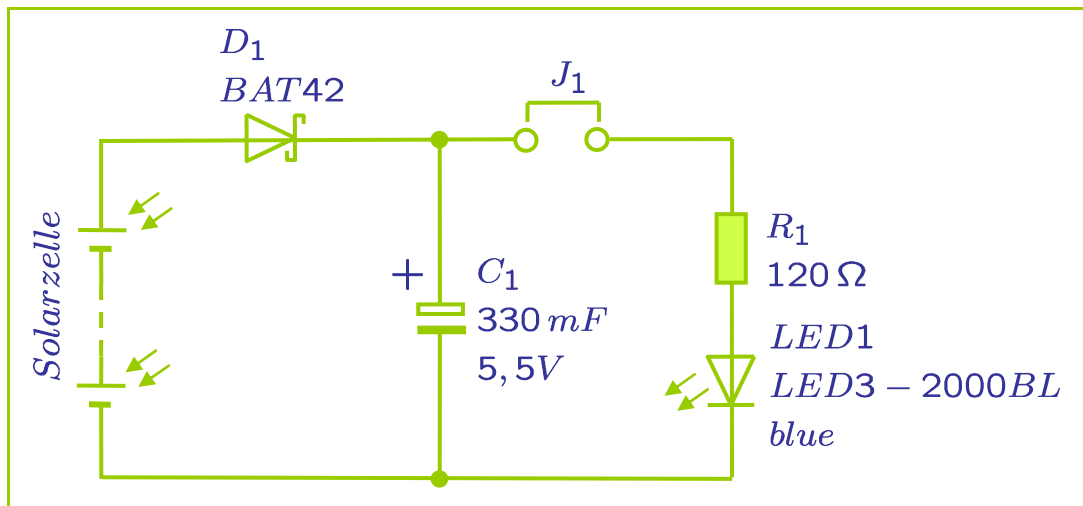 D1
BAT42
J1
Solarzelle
+
C1
330 mF
5,5V
R1
120 Ω
LED1
LED3 − 2000BL
blue